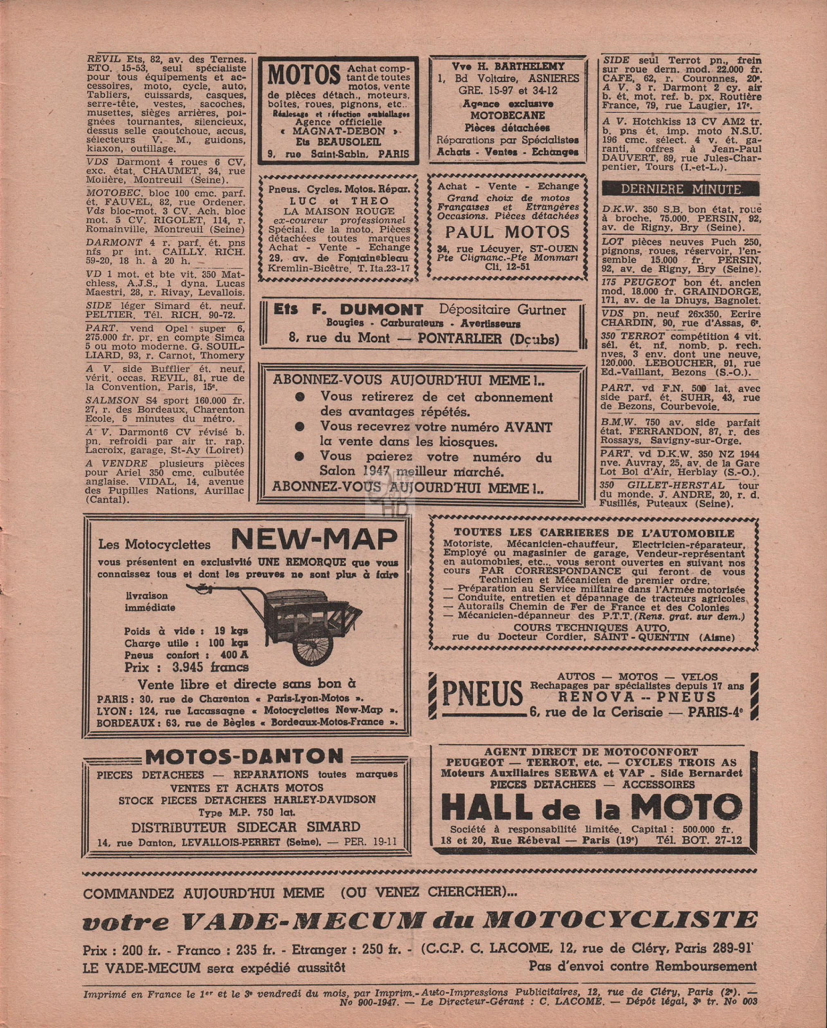 REVIL Ets, 82, av. des Ternes.
ETO. 15-53, seul spécialiste
pour tous équipements et ac-
cessoires, moto, cycle, auto,
Tabliers, cuissards, casques,
serre-tête, vestes, sacoches,
musettes, sièges arrières, poi-
gnées tournantes, silencieux,
dessus selle caoutchouc, accus,
sélecteurs V. M., guidons,
klaxon, outillage.
VDS Darmont 4 roues 6 CV,
exc. état. CHAUMET, 34, rue
Molière, Montreuil (Seine).
MOTOBEC. bloc 100 cmc. parf.
ét. FAUVEL, 82, rue Ordener.
Vds bloc-mot. 3 CV. Ach. bloc
mot. 5 CV. RIGOLET, 114, r.
Romainville, Montreuil (Seine)
DARMONT 4 r. parf. ét. pns
nfs pr int. CAILLY. RICH.
59-20, 18 h. à 20 h.
VD 1 mot. et bte vit. 350 Mat-
chless, A.J.S., 1 dyna. Lucas
Maestri, 28, r. Rivay, Levallois.
SIDE léger Simard ét. neuf.
PELTIER. Tél. RICH. 90-72.
PART. vend Opel super 6,
275.000 fr. pr. en compte Simca
5 ou moto moderne. G. SOUIL-
LIARD, 93, r. Carnot, Thomery
A V. side Bufflier ét. neuf,
vérit. occas. REVIL, 81, rue de
la Convention, Paris, 15e.
SALMSON S4 sport 160.000 fr.
27, r. des Bordeaux, Charenton
Ecole, 5 minutes du métro.
A V. Darmont6 CV révisé b.
pn. refroidi par air tr. rap.
Lacroix, garage, St-Ay (Loiret)
A VENDRE plusieurs pièces
pour Ariel 350 cmc. culbutée
anglaise. VIDAL, 14, avenue
des Pupilles Nations, Aurillac
(Cantal).
MOTOS Achat comp-
tant de toutes
motos, vente
de pièces détach., moteurs,
boîtes, roues, pignons, etc..
Réalésage et réfection embiellages
Agence officielle
« MAGNAT-DEBON »
Ets BEAUSOLEIL
9, rue Saint-Sabin, PARIS
Vve H. BARTHELEMY
1, Bd Voltaire, ASNIERES
GRE. 15-97 et 34-12
Agence exclusive
MOTOBECANE
Pièces détachées
Réparations par Spécialistes
Achats - Ventes - Echanges
Pneus. Cycles. Motos. Répar.
LUC et THEO
LA MAISON ROUGE
ex-coureur professionnel
Spécial. de la moto. Pièces
détachées toutes marques
Achat - Vente - Echange
29, av. de Fontainebleau
Kremlin-Bicêtre, T. Ita.23-17
Achat - Vente - Echange
Grand choix de motos
Françaises et Etrangères
Occasions. Pièces détachées
PAUL MOTOS
34, rue Lécuyer, ST-OUEN
Pte Clignanc.-Pte Monmart
Cli. 12-51
Ets F. DUMONT Dépositaire Gurtner
Bougies - Carburateurs - Avertisseurs
8, rue du Mont — PONTARLIER (Doubs)
ABONNEZ-VOUS AUJOURD'HUI MEME !..
● Vous retirerez de cet abonnement
des avantages répétés.
● Vous recevrez votre numéro AVANT
la vente dans les kiosques.
● Vous paierez votre numéro du
Salon 1947 meilleur marché.
ABONNEZ-VOUS AUJOURD'HUI MEME !..
SIDE seul Terrot pn., frein
sur roue dern. mod. 22.000 fr.
CAFE, 62, r. Couronnes, 20e.
A V. 3 r. Darmont 2 cy. air
b. ét. mot. ref. b. px. Routière
France, 79, rue Laugier, 17e.
A V. Hotchkiss 13 CV AM2 tr.
b. pns ét. imp. moto N.S.U.
196 cmc. sélect. 4 v. ét. ga-
ranti, offres à Jean-Paul
DAUVERT, 89, rue Jules-Char-
pentier, Tours (I.-et-L.).
DERNIERE MINUTE
D.K.W. 350 S.B. bon état, roue
à broche, 75.000. PERSIN, 92,
av. de Rigny, Bry (Seine).
LOT pièces neuves Puch 250,
pignons, roues, réservoir, l'en-
semble 15.000 fr. PERSIN,
92, av. de Rigny, Bry (Seine).
175 PEUGEOT bon ét. ancien
mod. 18.000 fr. GRAINDORGE,
171, av. de la Dhuys, Bagnolet.
VDS pn. neuf 26x350. Ecrire
CHARDIN, 90, rue d'Assas, 6e.
350 TERROT compétition 4 vit.
sél. ét. nf. nomb. p. rech.
nves, 3 env. dont une neuve,
120.000. LEBOUCHER, 91, rue
Ed.-Vaillant, Bezons (S.-O.).
PART. vd F.N. 500 lat. avec
side parf. ét. SUHR, 43, rue
de Bezons, Courbevoie.
B.M.W. 750 av. side parfait
état. FERRANDON, 87, r. des
Rossays, Savigny-sur-Orge.
PART. vd D.K.W. 350 NZ 1944
nve. Auvray, 25, av. de la Gare
Lot Bol d'Air, Herblay (S.-O.).
350 GILLET-HERSTAL tour
du monde. J. ANDRE, 20, r. d.
Fusillés, Puteaux (Seine).
Les Motocyclettes NEW-MAP
vous présentent en exclusivité UNE REMORQUE que vous
connaissez tous et dont les preuves ne sont plus à faire
livraison
immédiate
Poids à vide : 19 kgs
Charge utile : 100 kgs
Pneus confort : 400 A
Prix : 3.945 francs
Vente libre et directe sans bon à
PARIS : 30, rue de Charenton « Paris-Lyon-Motos ».
LYON : 124, rue Lacassagne « Motocyclettes New-Map ».
BORDEAUX : 63, rue de Bègles « Bordeaux-Motos-France ».
TOUTES LES CARRIERES DE L'AUTOMOBILE
Motoriste, Mécanicien-chauffeur, Electricien-réparateur,
Employé ou magasinier de garage, Vendeur-représentant
en automobiles, etc.., vous seront ouvertes en suivant nos
cours PAR CORRESPONDANCE qui feront de vous
Technicien et Mécanicien de premier ordre.
— Préparation au Service militaire dans l'Armée motorisée
— Conduite, entretien et dépannage de tracteurs agricoles
— Autorails Chemin de Fer de France et des Colonies
— Mécanicien-dépanneur des P.T.T. (Rens. grat. sur dem.)
COURS TECHNIQUES AUTO,
rue du Docteur Cordier, SAINT-QUENTIN (Aisne)
PNEUS
AUTOS — MOTOS — VELOS
Rechapages par spécialistes depuis 17 ans
RENOVA -- PNEUS
6, rue de la Cerisaie — PARIS-4e
MOTOS-DANTON
PIECES DETACHEES — REPARATIONS toutes marques
VENTES ET ACHATS MOTOS
STOCK PIECES DETACHEES HARLEY-DAVIDSON
Type M.P. 750 lat.
DISTRIBUTEUR SIDECAR SIMARD
14, rue Danton, LEVALLOIS-PERRET (Seine). — PER. 19-11
AGENT DIRECT DE MOTOCONFORT
PEUGEOT — TERROT, etc. — CYCLES TROIS AS
Moteurs Auxiliaires SERWA et VAP - Side Bernardet
PIECES DETACHEES — ACCESSOIRES
HALL de la MOTO
Société à responsabilité limitée. Capital : 500.000 fr.
18 et 20, Rue Rébeval — Paris (19e) Tél. BOT. 27-12
COMMANDEZ AUJOURD'HUI MEME (OU VENEZ CHERCHER)...
votre VADE-MECUM du MOTOCYCLISTE
Prix : 200 fr. - Franco : 235 fr. - Etranger : 250 fr. - (C.C.P. C. LACOME, 12, rue de Cléry, Paris 289-91
LE VADE-MECUM sera expédié aussitôt Pas d'envoi contre Remboursement
Imprimé en France le 1er et le 3e vendredi du mois, par Imprim.-Auto-Impressions Publicitaires, 12, rue de Cléry, Paris (2e). —
No 900-1947. — Le Directeur-Gérant : C. LACOME. — Dépôt légal, 3e tr. No 003